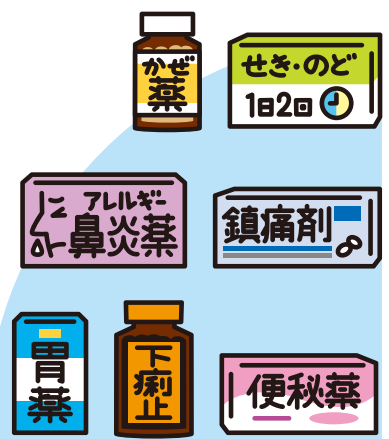 かぜ
薬
せき・のど
1日2回
アレルギー
鼻炎薬
鎮痛剤
胃
薬
下
痢
止
便秘薬